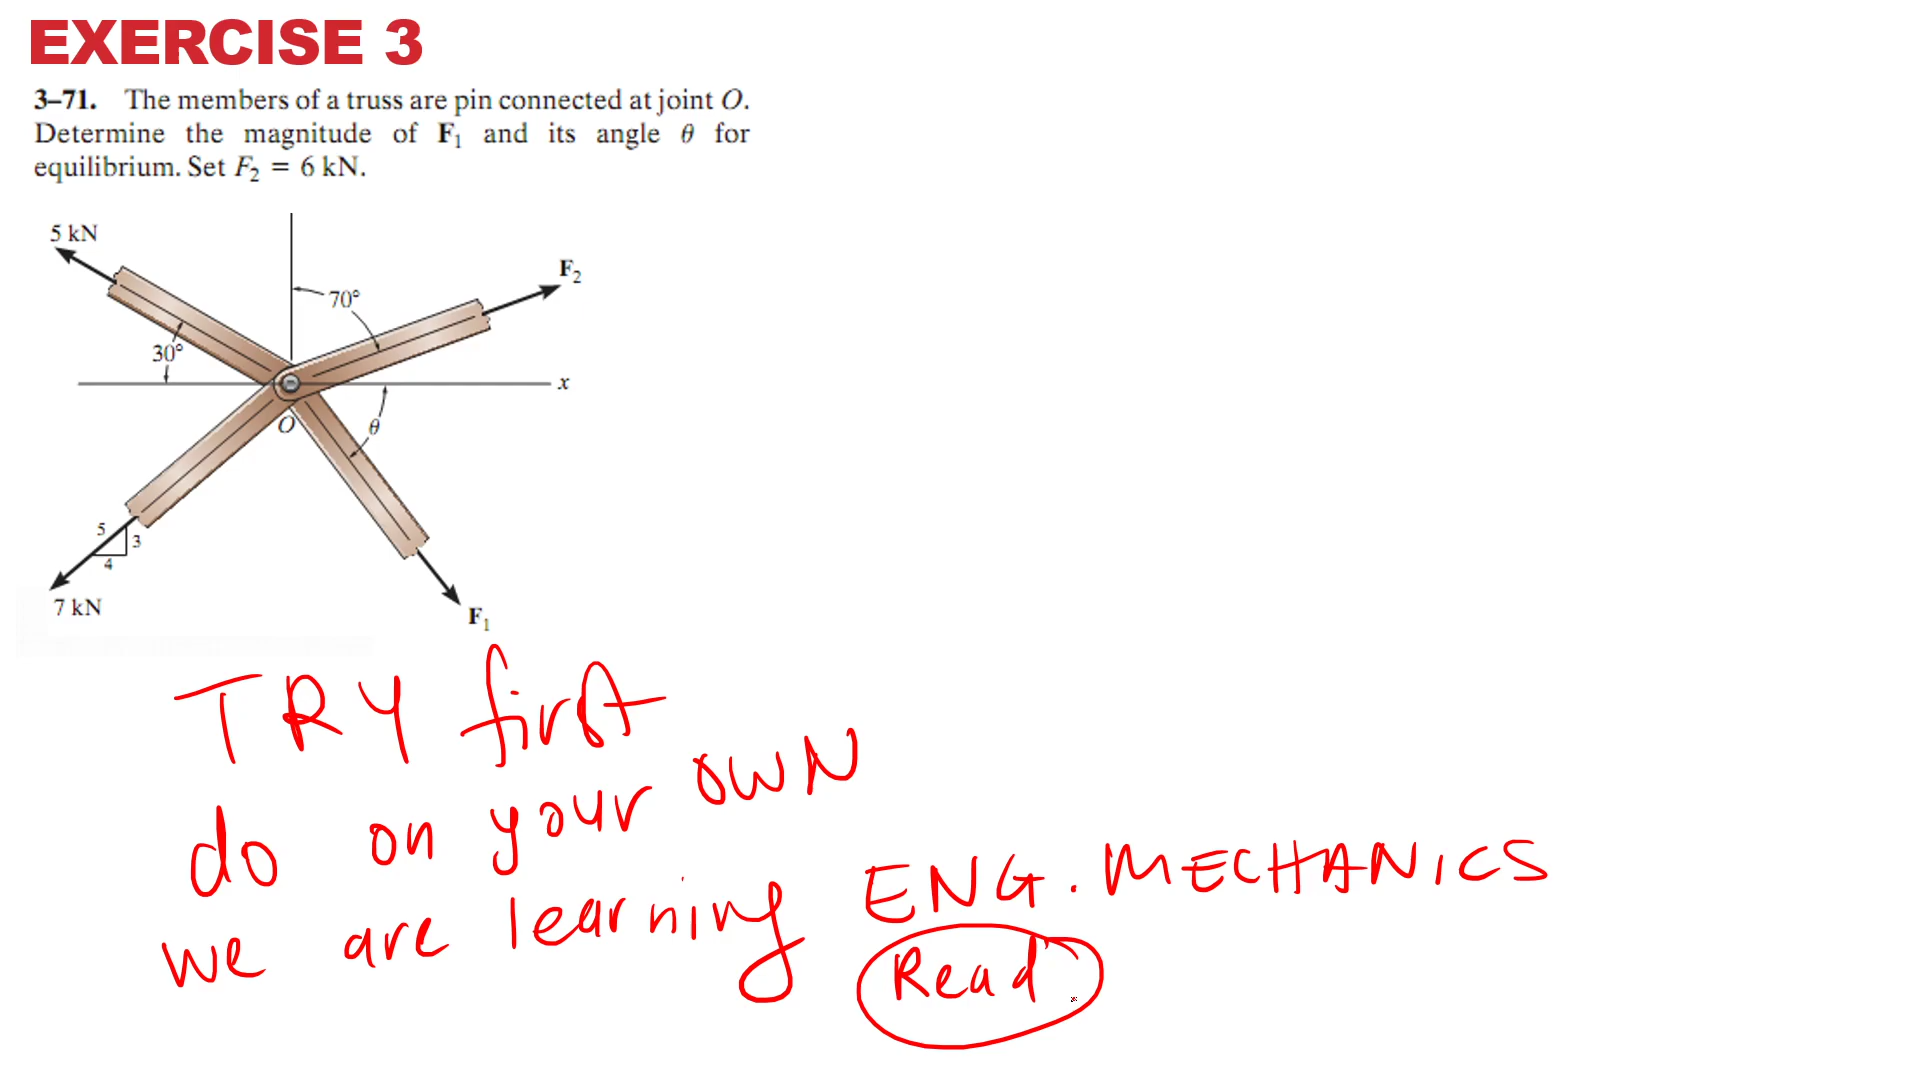 EXERCISE 3
3–71. The members of a truss are pin connected at joint O.
Determine the magnitude of F₁ and its angle θ for
equilibrium. Set F₂ = 6 kN.
5 kN
F₂
70°
30°
x
O
θ
5
3
4
7 kN
F₁
TRY first
do on your OWN
we are learning ENG. MECHANICS
Read